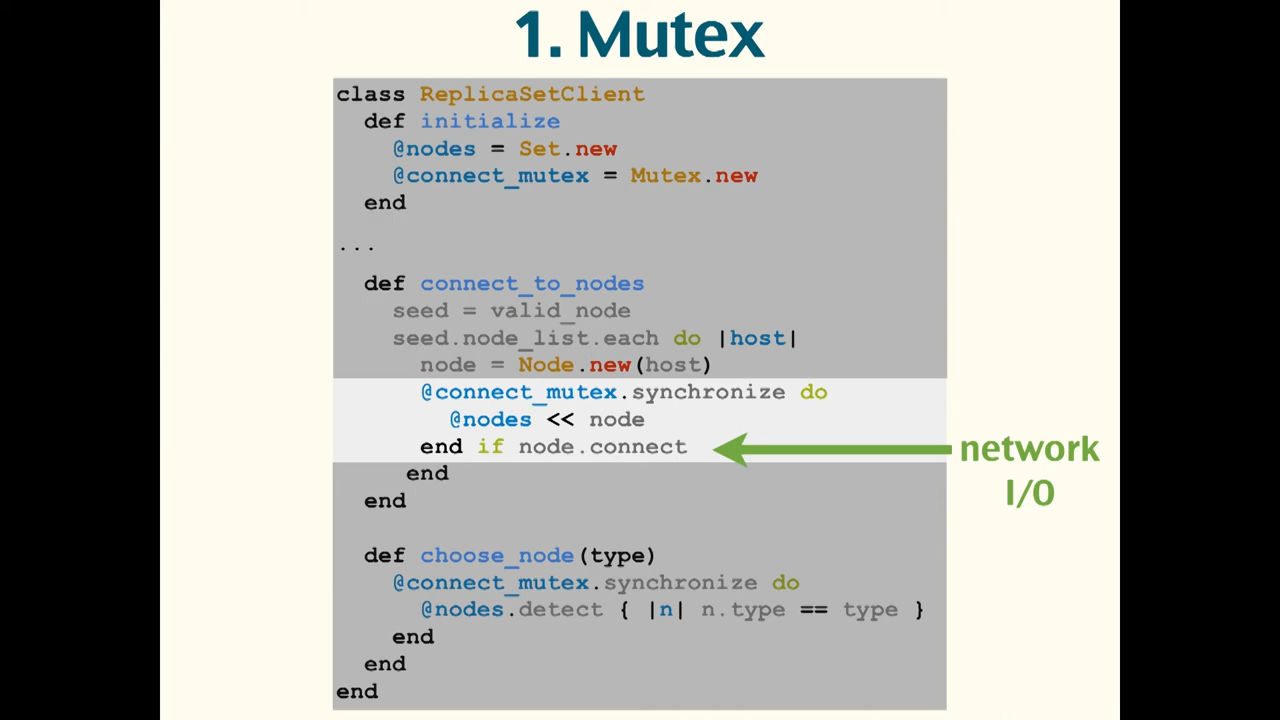 1. Mutex
class ReplicaSetClient
  def initialize
    @nodes = Set.new
    @connect_mutex = Mutex.new
  end
...
  def connect_to_nodes
    seed = valid_node
    seed.node_list.each do |host|
      node = Node.new(host)
      @connect_mutex.synchronize do
        @nodes << node
      end if node.connect
     end
  end
network
I/O
  def choose_node(type)
    @connect_mutex.synchronize do
      @nodes.detect { |n| n.type == type }
    end
  end
end